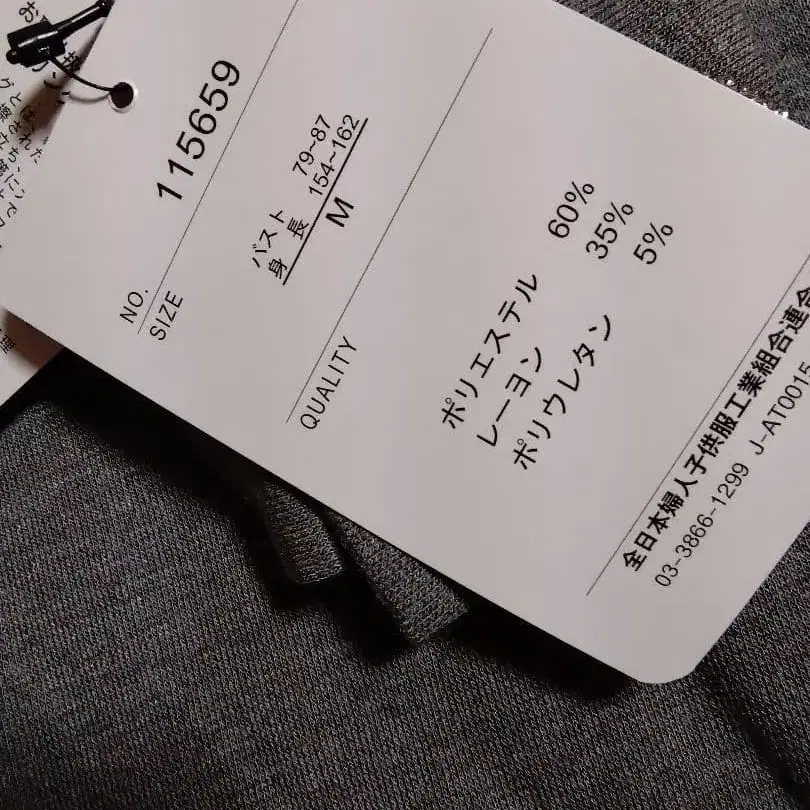 NO. 115659
SIZE
バスト 79~87
身長 154~162
M
QUALITY
ポリエステル 60%
レーヨン 35%
ポリウレタン 5%
全日本婦人子供服工業組合連合
03-3866-1299 J-AT0015